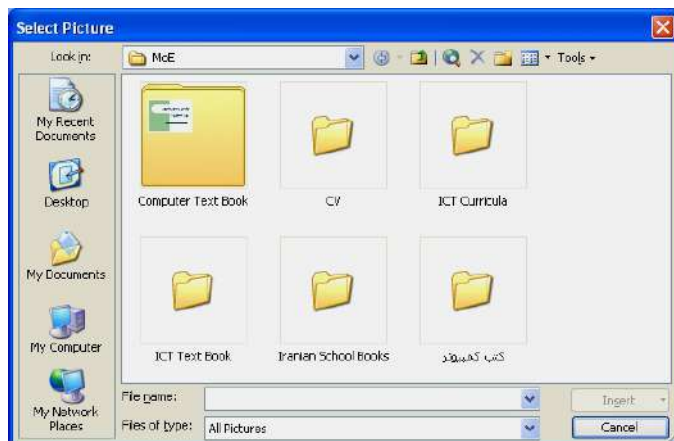 Select Picture
Look in: McE Tools
My Recent
Documents
Desktop
My Documents
My Computer
My Network
Places
Computer Text Book CV ICT Curricula
ICT Text Book Iranian School Books کتب کامپیوتر
File name: Insert
Files of type: All Pictures Cancel